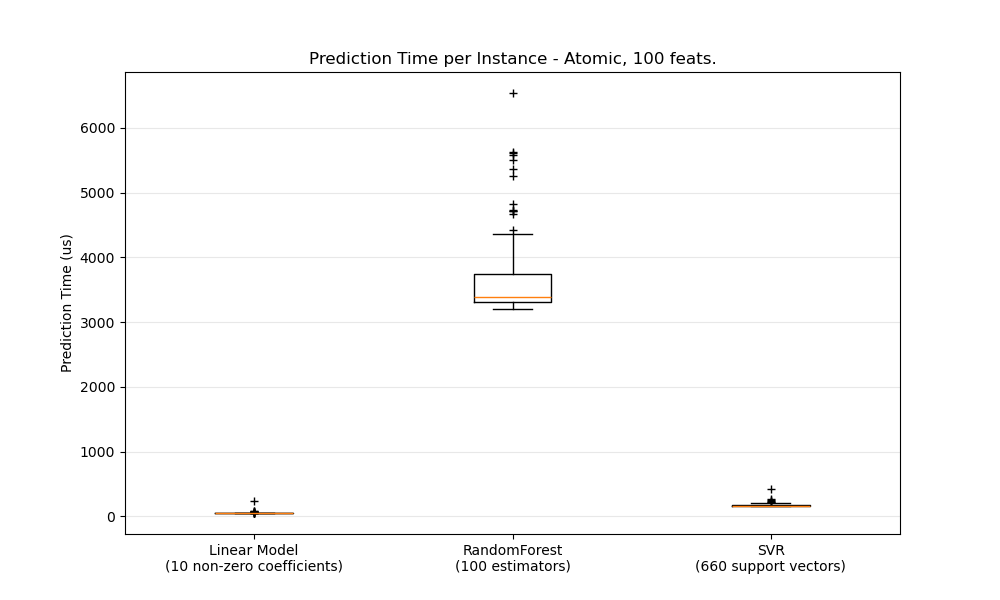 Prediction Time per Instance - Atomic, 100 feats.
Prediction Time (us)
6000
5000
4000
3000
2000
1000
0
Linear Model
(10 non-zero coefficients)
RandomForest
(100 estimators)
SVR
(660 support vectors)